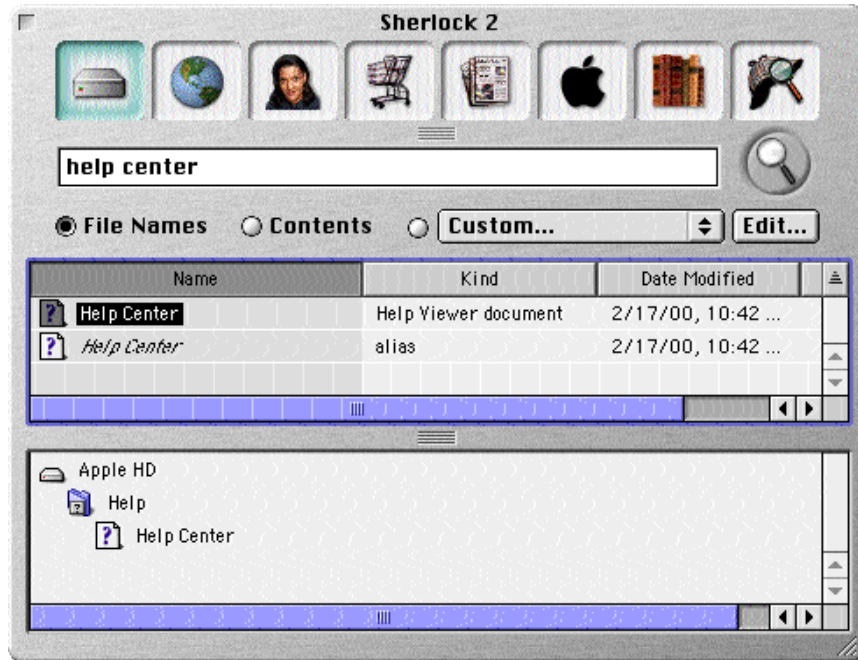 Sherlock 2
help center
File Names Contents Custom... Edit...
Name Kind Date Modified
Help Center Help Viewer document 2/17/00, 10:42 ...
Help Center alias 2/17/00, 10:42 ...
Apple HD
Help
Help Center